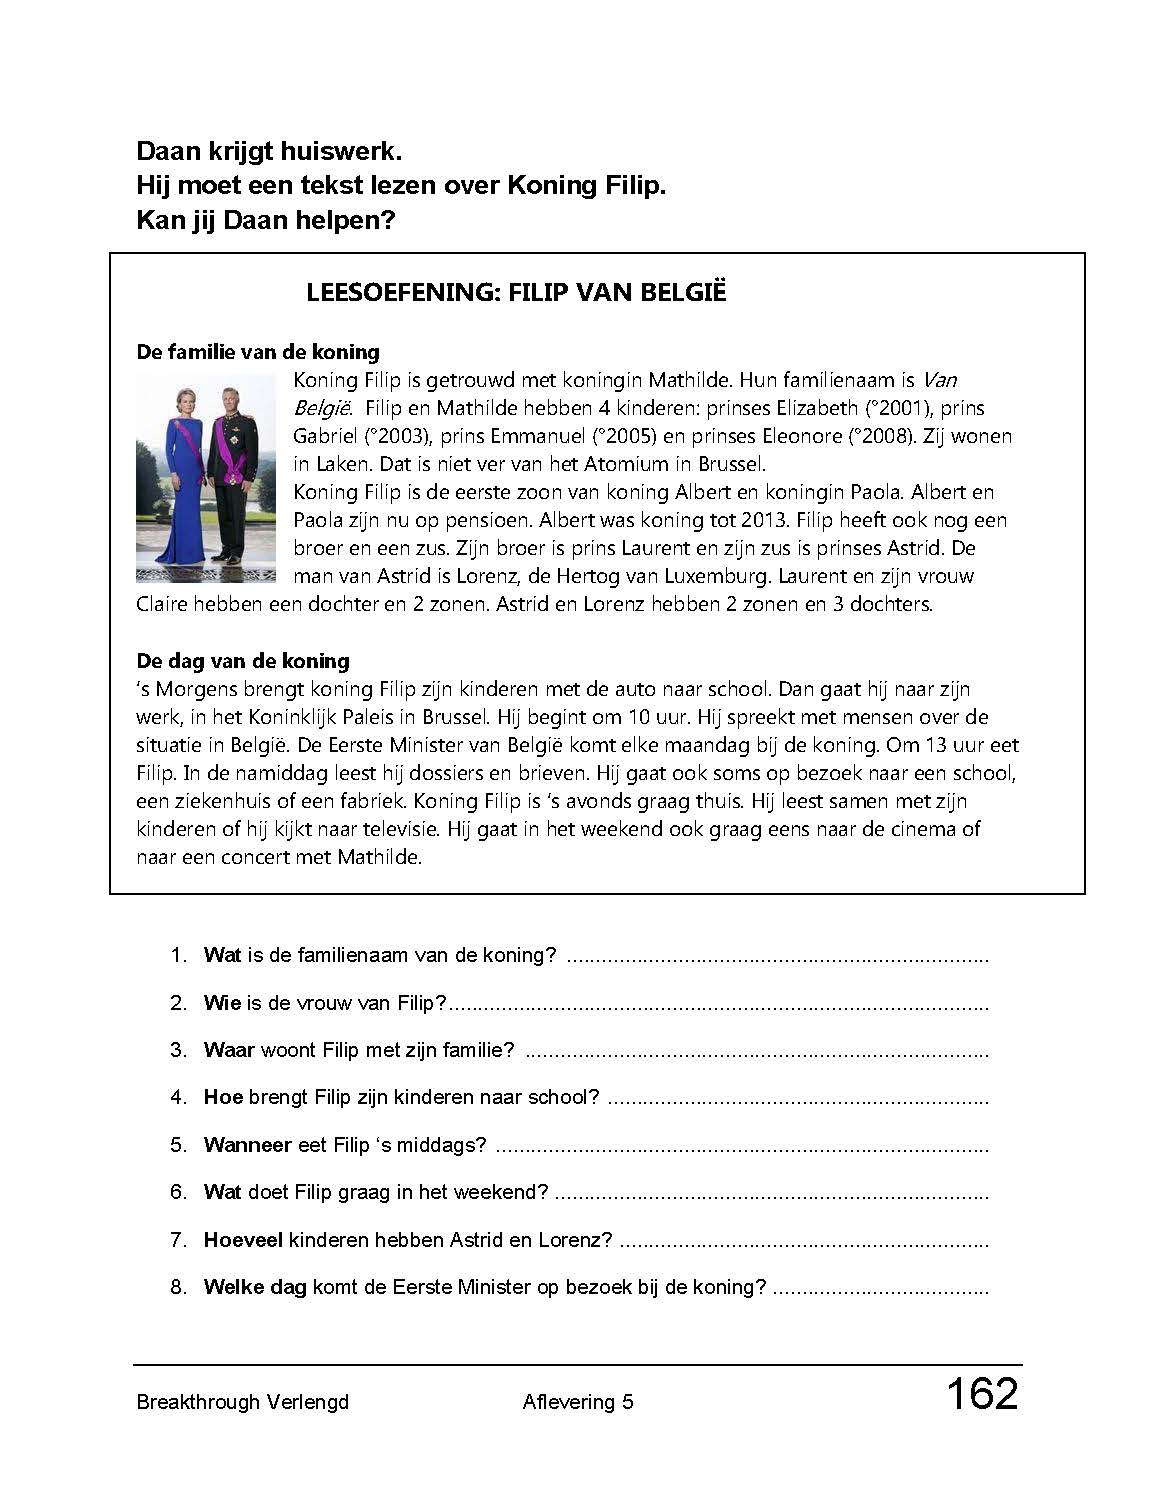 Daan krijgt huiswerk.
Hij moet een tekst lezen over Koning Filip.
Kan jij Daan helpen?
LEESOEFENING: FILIP VAN BELGIË
De familie van de koning
Koning Filip is getrouwd met koningin Mathilde. Hun familienaam is Van
België.  Filip en Mathilde hebben 4 kinderen: prinses Elizabeth (°2001), prins
Gabriel (°2003), prins Emmanuel (°2005) en prinses Eleonore (°2008). Zij wonen
in Laken. Dat is niet ver van het Atomium in Brussel.
Koning Filip is de eerste zoon van koning Albert en koningin Paola. Albert en
Paola zijn nu op pensioen. Albert was koning tot 2013. Filip heeft ook nog een
broer en een zus. Zijn broer is prins Laurent en zijn zus is prinses Astrid. De
man van Astrid is Lorenz, de Hertog van Luxemburg. Laurent en zijn vrouw
Claire hebben een dochter en 2 zonen. Astrid en Lorenz hebben 2 zonen en 3 dochters.
De dag van de koning
‘s Morgens brengt koning Filip zijn kinderen met de auto naar school. Dan gaat hij naar zijn
werk, in het Koninklijk Paleis in Brussel. Hij begint om 10 uur. Hij spreekt met mensen over de
situatie in België. De Eerste Minister van België komt elke maandag bij de koning. Om 13 uur eet
Filip. In de namiddag leest hij dossiers en brieven. Hij gaat ook soms op bezoek naar een school,
een ziekenhuis of een fabriek. Koning Filip is ‘s avonds graag thuis. Hij leest samen met zijn
kinderen of hij kijkt naar televisie. Hij gaat in het weekend ook graag eens naar de cinema of
naar een concert met Mathilde.
1. Wat is de familienaam van de koning? ........................................................................
2. Wie is de vrouw van Filip?............................................................................................
3. Waar woont Filip met zijn familie? ...............................................................................
4. Hoe brengt Filip zijn kinderen naar school? .................................................................
5. Wanneer eet Filip ‘s middags? ....................................................................................
6. Wat doet Filip graag in het weekend? ..........................................................................
7. Hoeveel kinderen hebben Astrid en Lorenz? ...............................................................
8. Welke dag komt de Eerste Minister op bezoek bij de koning? .....................................
Breakthrough Verlengd Aflevering 5 162